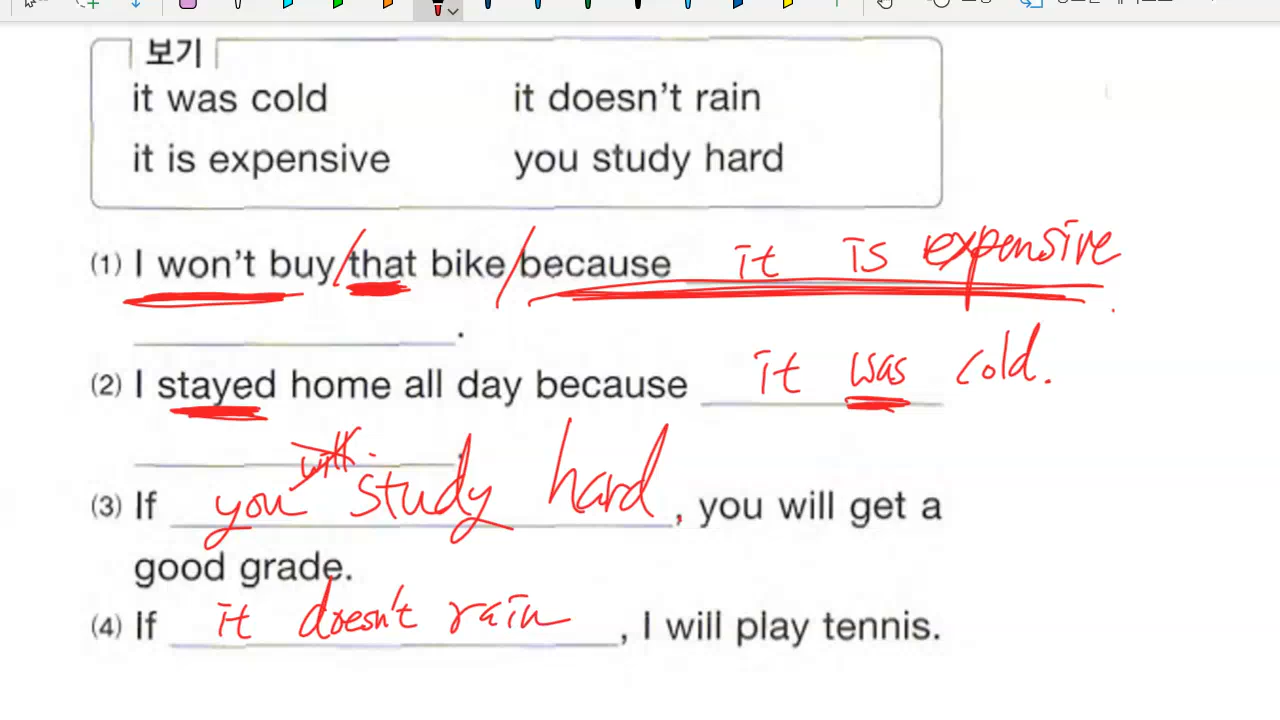 보기
it was cold it doesn't rain
it is expensive you study hard
(1) I won't buy/that bike/because it is expensive
.
(2) I stayed home all day because it was cold.
will.
(3) If you study hard, you will get a
good grade.
(4) If it doesn't rain, I will play tennis.